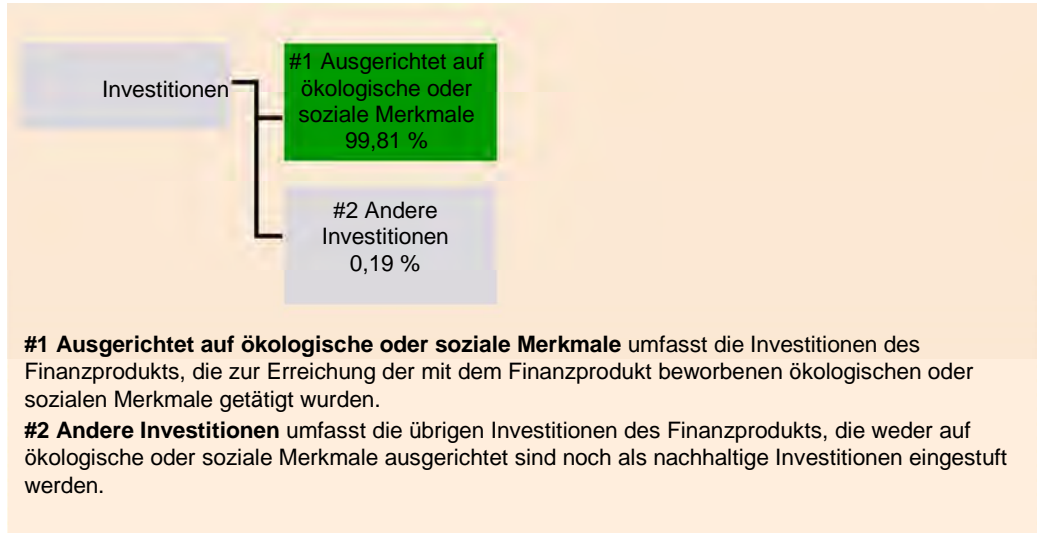 Investitionen
#1 Ausgerichtet auf
ökologische oder
soziale Merkmale
99,81 %
#2 Andere
Investitionen
0,19 %
#1 Ausgerichtet auf ökologische oder soziale Merkmale umfasst die Investitionen des
Finanzprodukts, die zur Erreichung der mit dem Finanzprodukt beworbenen ökologischen oder
sozialen Merkmale getätigt wurden.
#2 Andere Investitionen umfasst die übrigen Investitionen des Finanzprodukts, die weder auf
ökologische oder soziale Merkmale ausgerichtet sind noch als nachhaltige Investitionen eingestuft
werden.